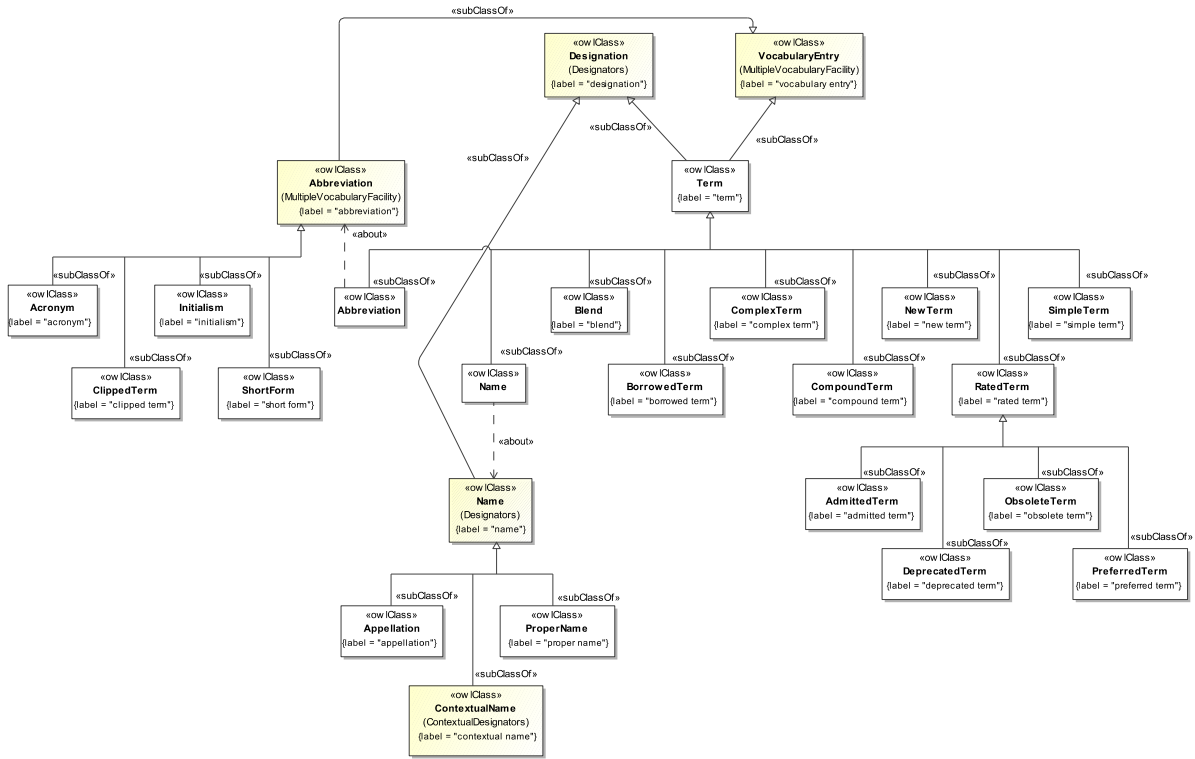 «subClassOf»
«owlClass»
Designation
(Designators)
{label = "designation"}
«owlClass»
VocabularyEntry
(MultipleVocabularyFacility)
{label = "vocabulary entry"}
«subClassOf»
«subClassOf»
«subClassOf»
«owlClass»
Abbreviation
(MultipleVocabularyFacility)
{label = "abbreviation"}
«owlClass»
Term
{label = "term"}
«about»
«subClassOf»
«subClassOf»
«subClassOf»
«subClassOf»
«subClassOf»
«subClassOf»
«subClassOf»
«owlClass»
Acronym
{label = "acronym"}
«owlClass»
Initialism
{label = "initialism"}
«owlClass»
Abbreviation
«owlClass»
Blend
{label = "blend"}
«owlClass»
ComplexTerm
{label = "complex term"}
«owlClass»
NewTerm
{label = "new term"}
«owlClass»
SimpleTerm
{label = "simple term"}
«subClassOf»
«subClassOf»
«subClassOf»
«subClassOf»
«subClassOf»
«subClassOf»
«owlClass»
ClippedTerm
{label = "clipped term"}
«owlClass»
ShortForm
{label = "short form"}
«owlClass»
Name
«owlClass»
BorrowedTerm
{label = "borrowed term"}
«owlClass»
CompoundTerm
{label = "compound term"}
«owlClass»
RatedTerm
{label = "rated term"}
«about»
«subClassOf»
«subClassOf»
«owlClass»
Name
(Designators)
{label = "name"}
«owlClass»
AdmittedTerm
{label = "admitted term"}
«owlClass»
ObsoleteTerm
{label = "obsolete term"}
«subClassOf»
«subClassOf»
«owlClass»
DeprecatedTerm
{label = "deprecated term"}
«owlClass»
PreferredTerm
{label = "preferred term"}
«subClassOf»
«subClassOf»
«owlClass»
Appellation
{label = "appellation"}
«owlClass»
ProperName
{label = "proper name"}
«subClassOf»
«owlClass»
ContextualName
(ContextualDesignators)
{label = "contextual name"}